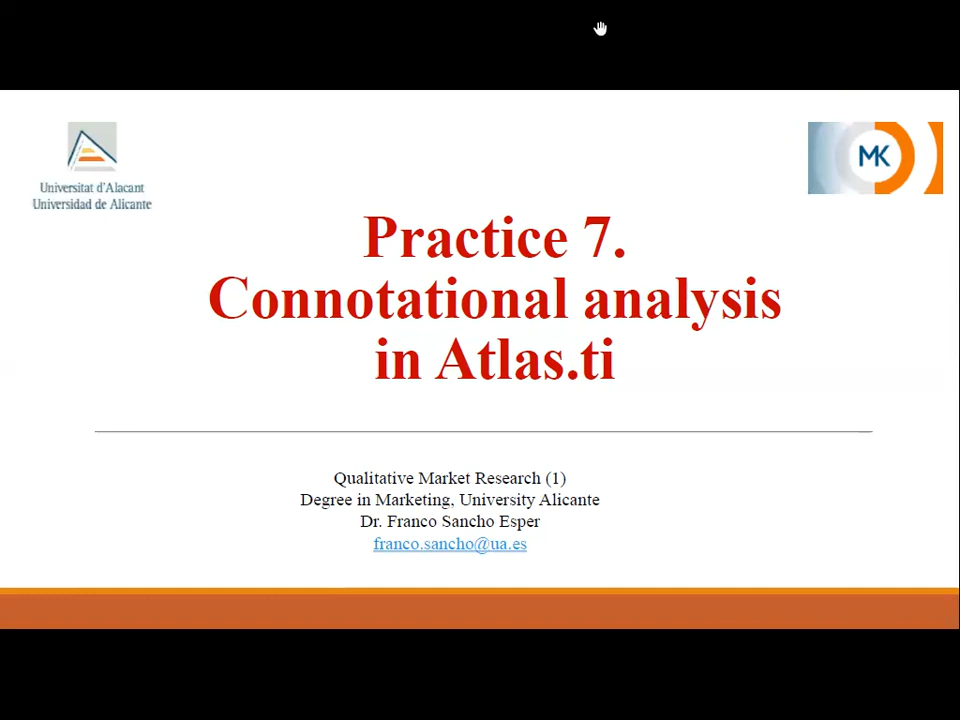 Universitat d'Alacant
Universidad de Alicante
MK
Practice 7.
Connotational analysis
in Atlas.ti
Qualitative Market Research (1)
Degree in Marketing, University Alicante
Dr. Franco Sancho Esper
franco.sancho@ua.es